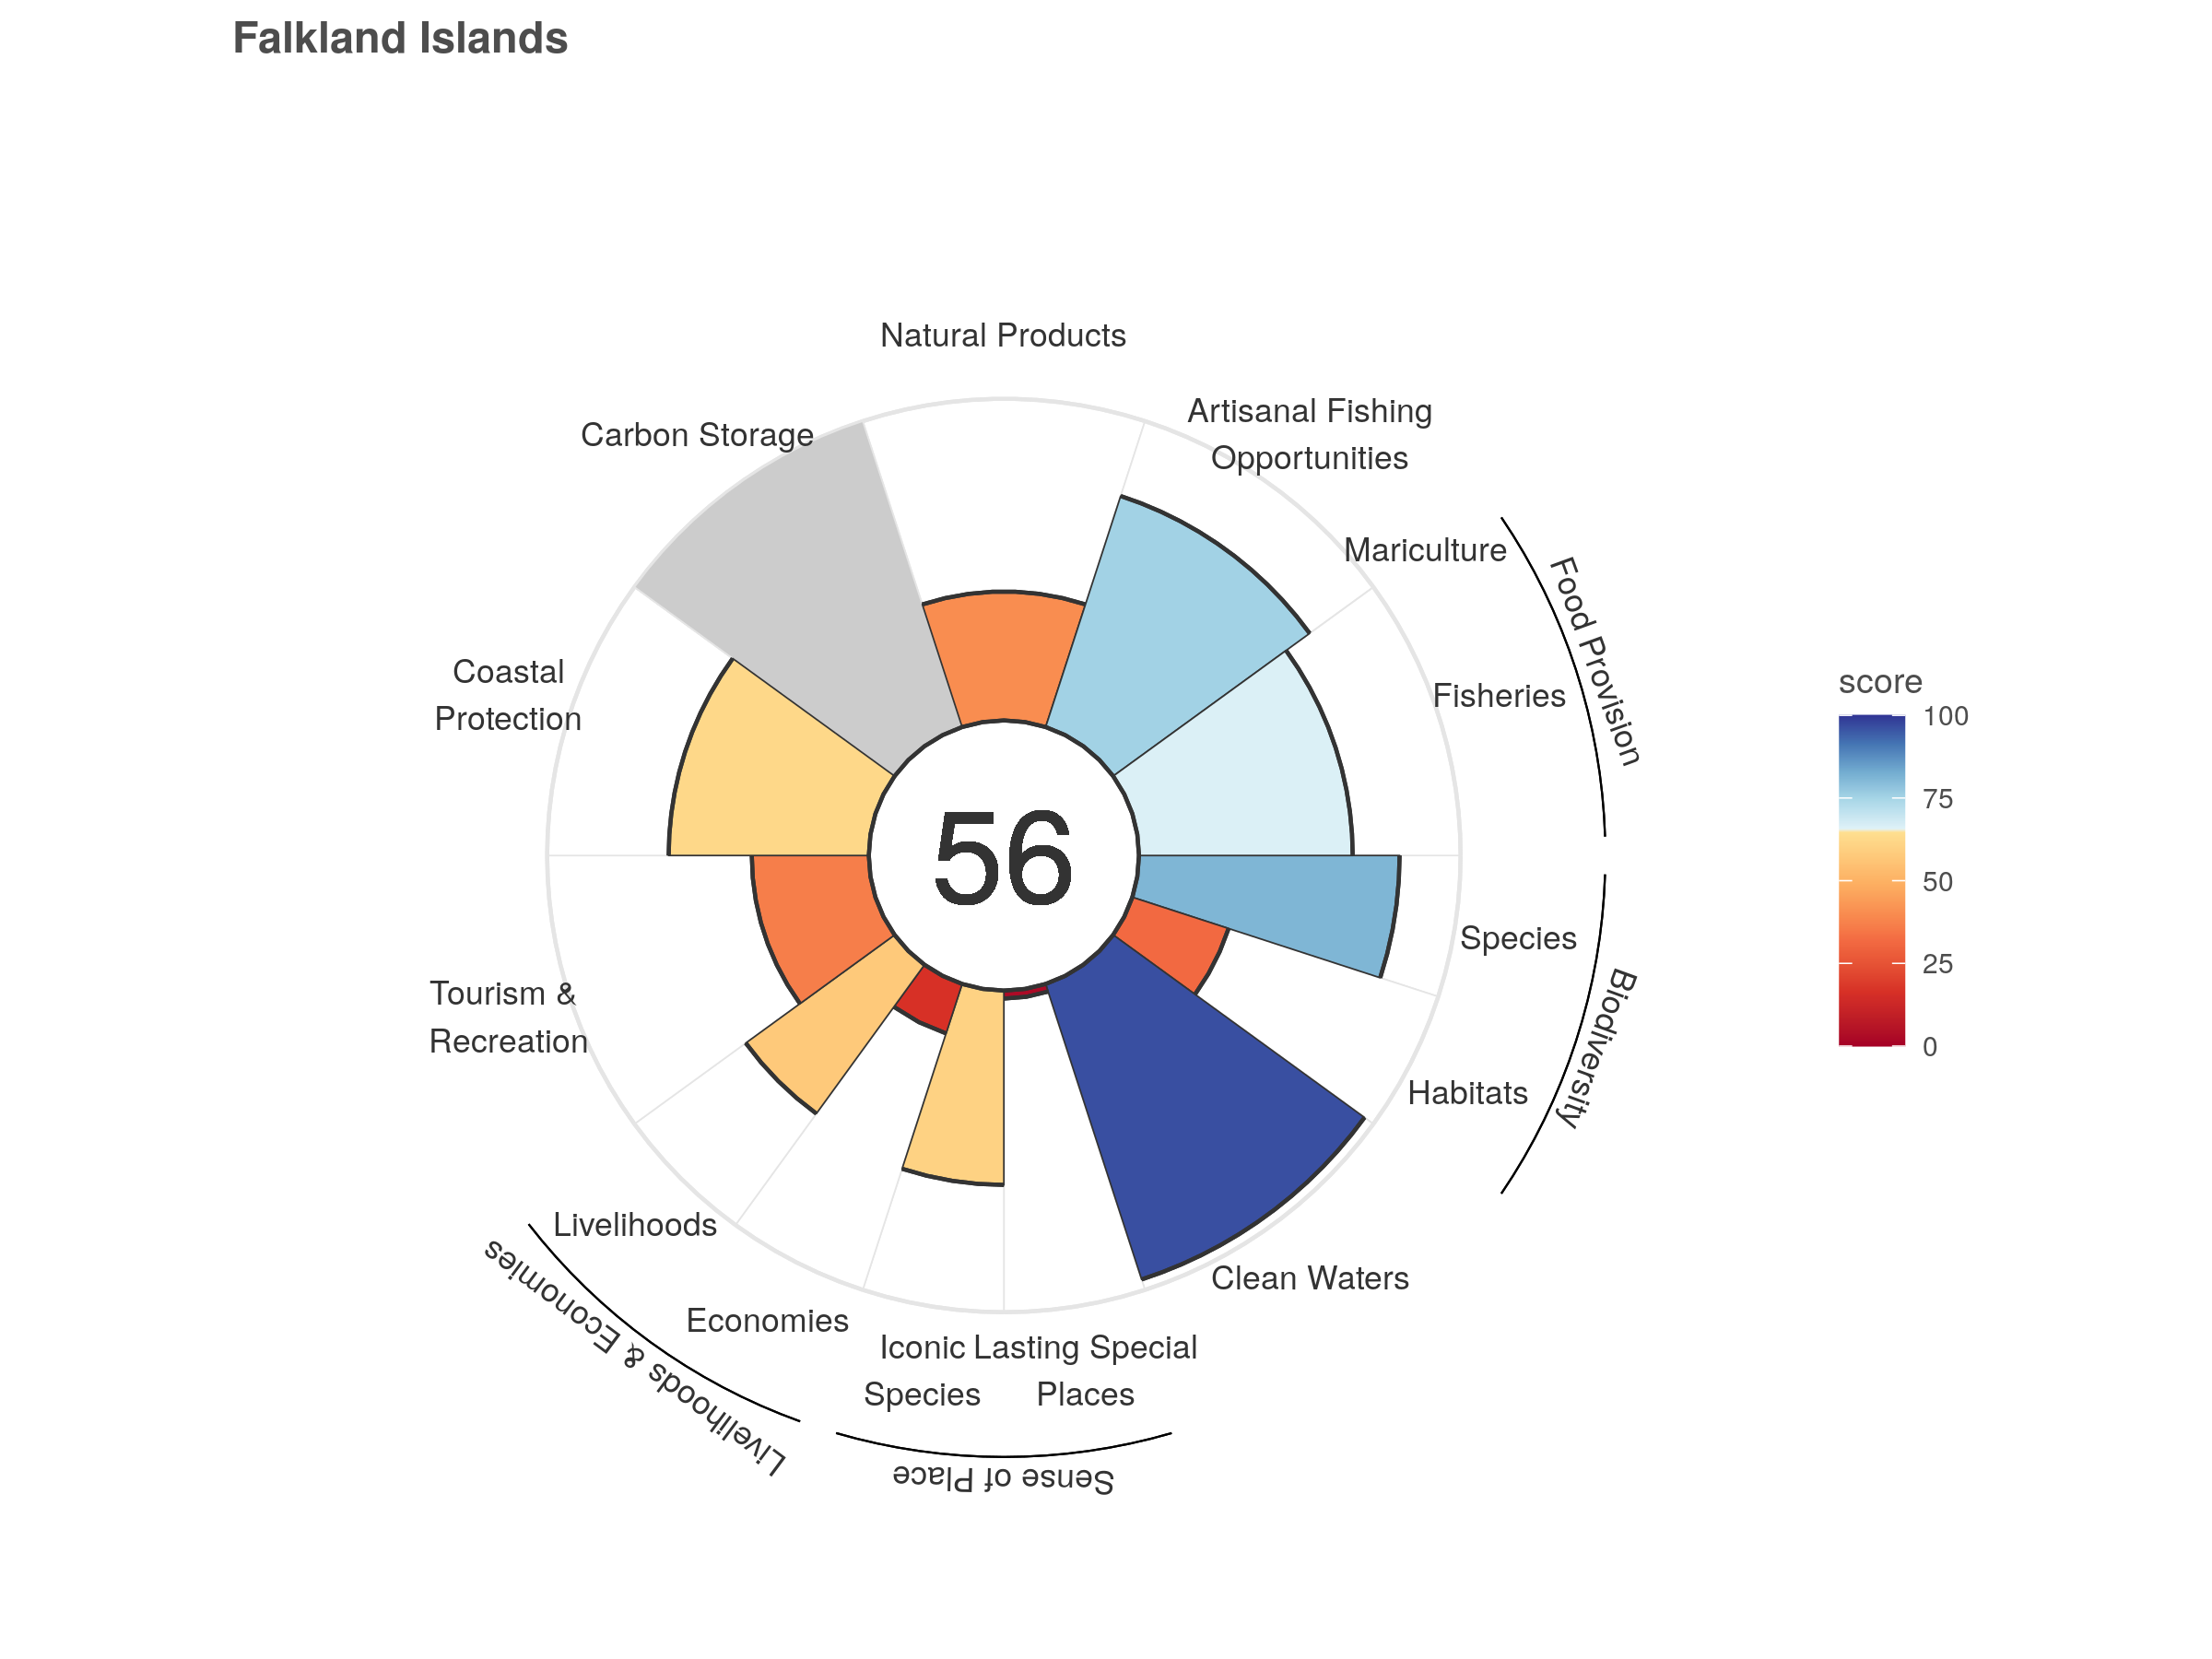 Falkland Islands
Natural Products
Artisanal Fishing
Opportunities
Carbon Storage
Mariculture
Food Provision
Coastal
Protection
Fisheries
score
100
75
50
25
0
56
Species
Biodiversity
Tourism &
Recreation
Habitats
Livelihoods
Clean Waters
Economies
Livelihoods & Economies
Iconic
Species
Lasting Special
Places
Sense of Place